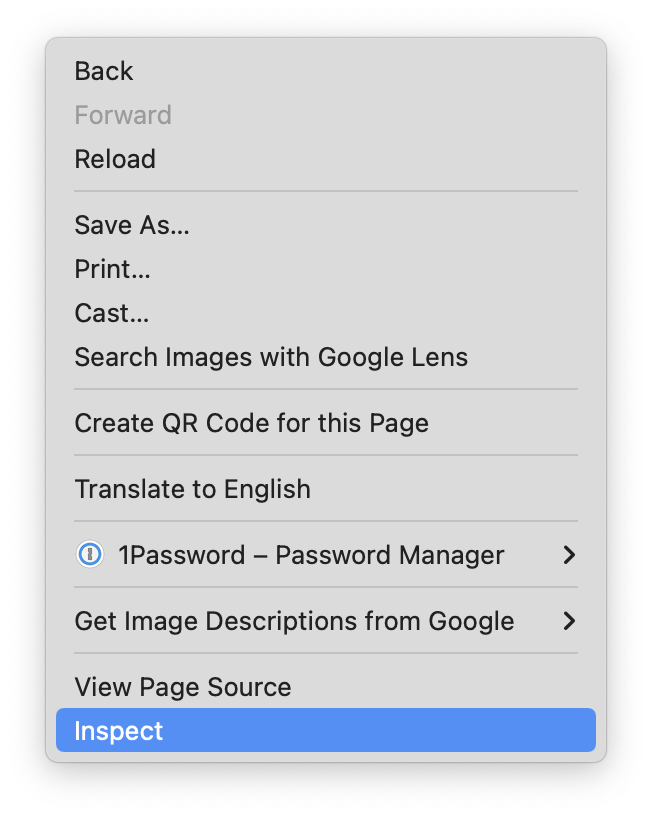 Back
Forward
Reload
Save As...
Print...
Cast...
Search Images with Google Lens
Create QR Code for this Page
Translate to English
1Password – Password Manager
Get Image Descriptions from Google
View Page Source
Inspect